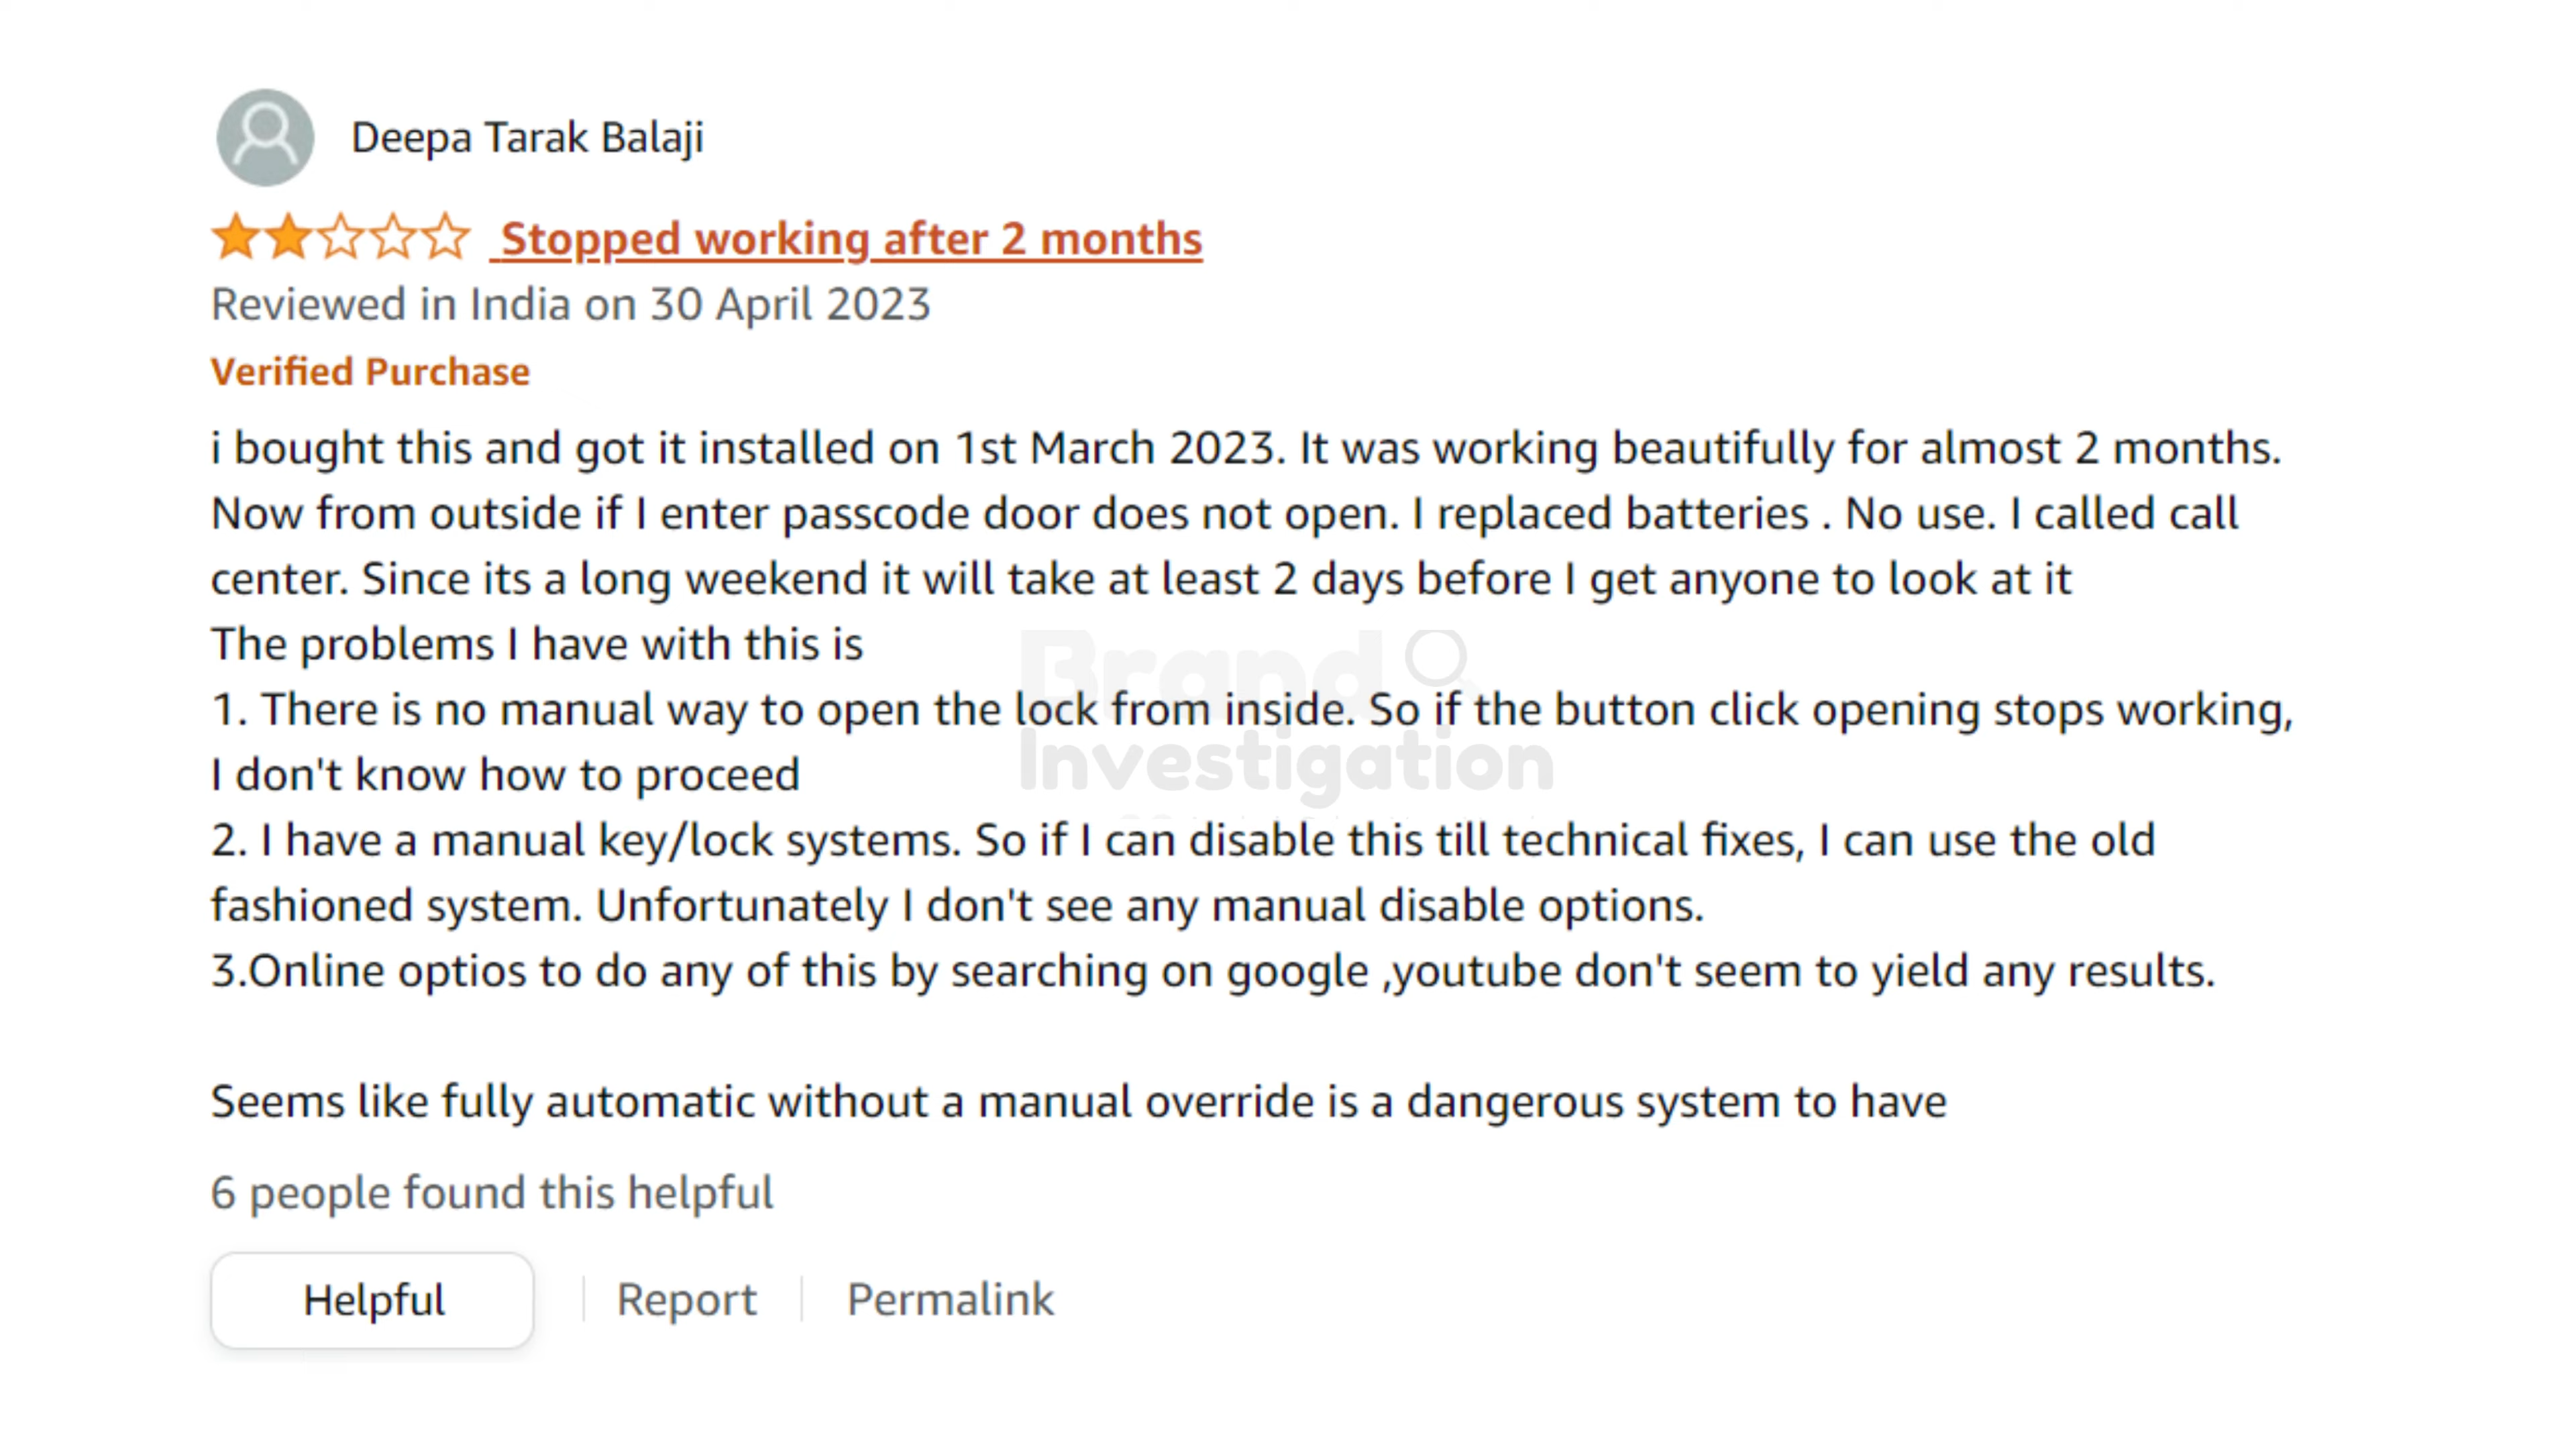 Deepa Tarak Balaji
Stopped working after 2 months
Reviewed in India on 30 April 2023
Verified Purchase
i bought this and got it installed on 1st March 2023. It was working beautifully for almost 2 months.
Now from outside if I enter passcode door does not open. I replaced batteries . No use. I called call
center. Since its a long weekend it will take at least 2 days before I get anyone to look at it
The problems I have with this is
1. There is no manual way to open the lock from inside. So if the button click opening stops working,
I don't know how to proceed
2. I have a manual key/lock systems. So if I can disable this till technical fixes, I can use the old
fashioned system. Unfortunately I don't see any manual disable options.
3.Online optios to do any of this by searching on google ,youtube don't seem to yield any results.
Seems like fully automatic without a manual override is a dangerous system to have
6 people found this helpful
Helpful
Report
Permalink
Brand
Investigation